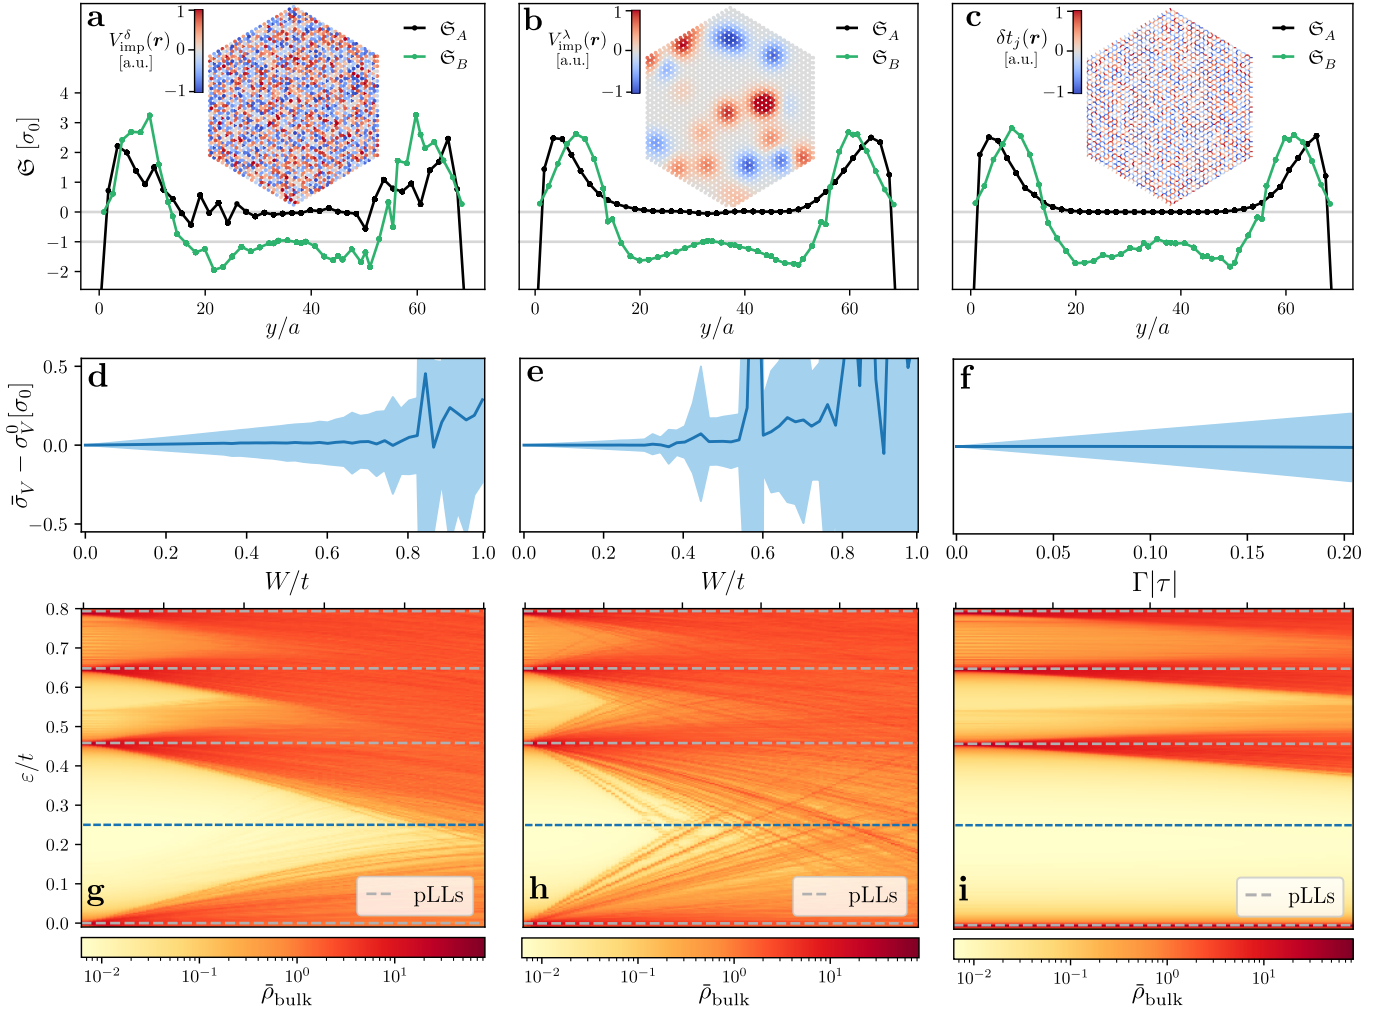 a
1
0
−1
V^δ_imp(r)
[a.u.]
𝔖_A
𝔖_B
4
3
2
1
0
−1
−2
𝔖 [σ_0]
0
20
40
60
y/a
b
1
0
−1
V^λ_imp(r)
[a.u.]
𝔖_A
𝔖_B
0
20
40
60
y/a
c
1
0
−1
δt_j(r)
[a.u.]
𝔖_A
𝔖_B
0
20
40
60
y/a
d
0.5
0.0
−0.5
σ̄_V − σ^0_V [σ_0]
0.0
0.2
0.4
0.6
0.8
1.0
W/t
e
0.0
0.2
0.4
0.6
0.8
1.0
W/t
f
0.00
0.05
0.10
0.15
0.20
Γ|τ|
0.8
0.7
0.6
0.5
0.4
0.3
0.2
0.1
0.0
ε/t
g
pLLs
10^−2
10^−1
10^0
10^1
ρ̄_bulk
h
pLLs
10^−2
10^−1
10^0
10^1
ρ̄_bulk
i
pLLs
10^−2
10^−1
10^0
10^1
ρ̄_bulk